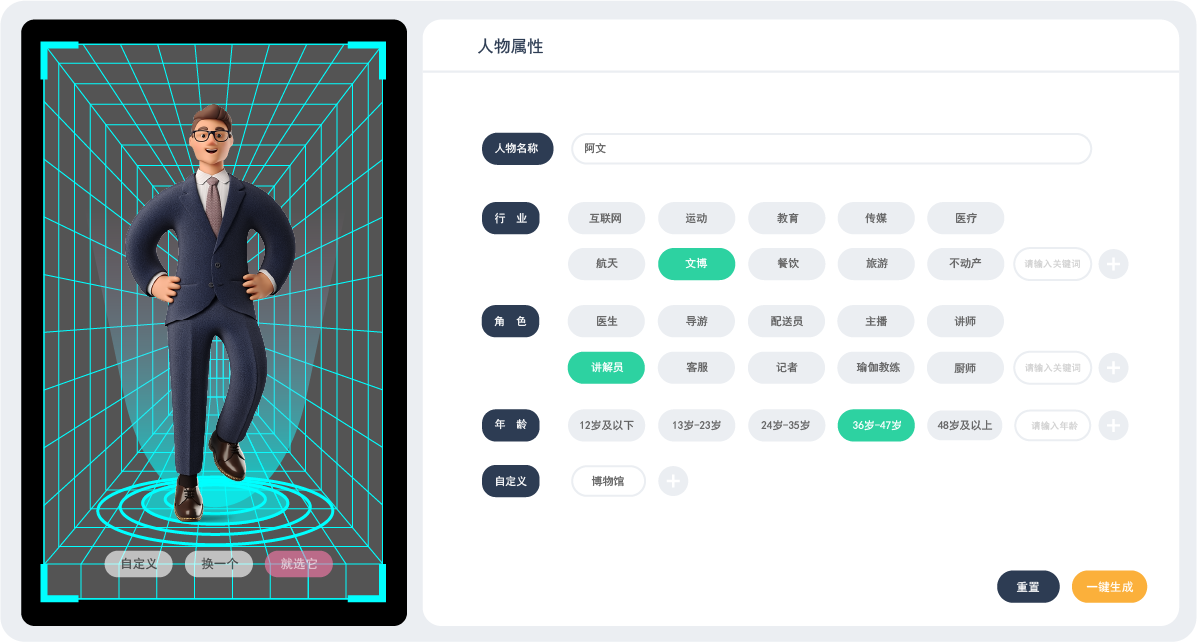 人物属性
人物名称 阿文
行 业 互联网 运动 教育 传媒 医疗
航天 文博 餐饮 旅游 不动产 请输入关键词
角 色 医生 导游 配送员 主播 讲师
讲解员 客服 记者 瑜伽教练 厨师 请输入关键词
年 龄 12岁及以下 13岁-23岁 24岁-35岁 36岁-47岁 48岁及以上 请输入年龄
自定义 博物馆
自定义 换一个 就选它
重置 一键生成